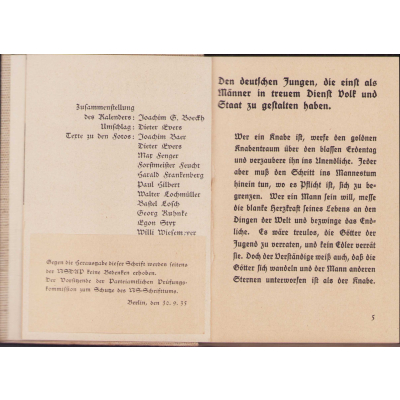 Zusammenstellung
des Kalenders: Joachim G. Boeckh
Umschlag: Dieter Evers
Texte zu den Fotos: Joachim Baer
Dieter Evers
Max Fenger
Forstmeister Feucht
Harald Frankenberg
Paul Hilbert
Walter Lochmüller
Bastel Losch
Georg Ruhnke
Egon Styx
Willi Wiesemeyer
Gegen die Herausgabe dieser Schrift werden seitens
der NSDAP keine Bedenken erhoben.
Der Vorsitzende der Parteiamtlichen Prüfungs-
kommission zum Schutze des NS-Schrifttums.
Berlin, den 30. 9. 35
Den deutschen Jungen, die einst als
Männer in treuem Dienst Volk und
Staat zu gestalten haben.
Wer ein Knabe ist, werfe den goldnen
Knabentraum über den blassen Erdentag
und verzaubre ihn ins Unendliche. Jeder
aber muß den Schritt ins Mannestum
hinein tun, wo es Pflicht ist, sich zu be-
grenzen. Wer ein Mann sein will, messe
die blanke Herzkraft seines Lebens an den
Dingen der Welt und bezwinge das End-
liche. Es wäre treulos, die Götter der
Jugend zu verraten, und kein Edler verrät
sie. Doch der Verständige weiß auch, daß die
Götter sich wandeln und der Mann anderen
Sternen unterworfen ist als der Knabe.
5